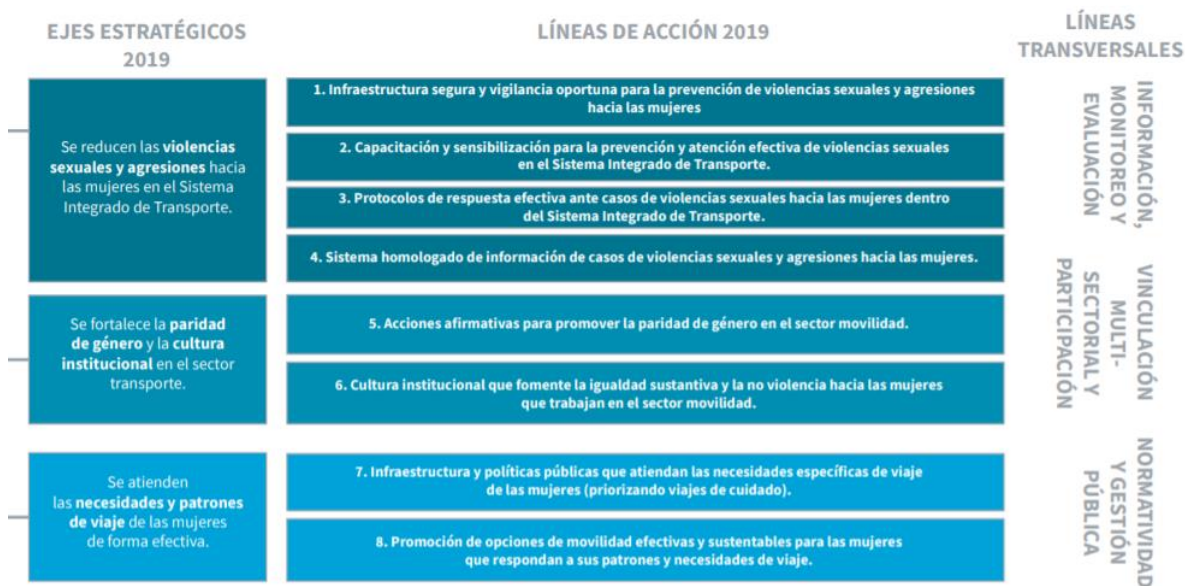 EJES ESTRATÉGICOS
2019
LÍNEAS DE ACCIÓN 2019
LÍNEAS
TRANSVERSALES
Se reducen las violencias
sexuales y agresiones hacia
las mujeres en el Sistema
Integrado de Transporte.
1. Infraestructura segura y vigilancia oportuna para la prevención de violencias sexuales y agresiones
hacia las mujeres
2. Capacitación y sensibilización para la prevención y atención efectiva de violencias sexuales
en el Sistema Integrado de Transporte.
3. Protocolos de respuesta efectiva ante casos de violencias sexuales hacia las mujeres dentro
del Sistema Integrado de Transporte.
4. Sistema homologado de información de casos de violencias sexuales y agresiones hacia las mujeres.
Se fortalece la paridad
de género y la cultura
institucional en el sector
transporte.
5. Acciones afirmativas para promover la paridad de género en el sector movilidad.
6. Cultura institucional que fomente la igualdad sustantiva y la no violencia hacia las mujeres
que trabajan en el sector movilidad.
Se atienden
las necesidades y patrones
de viaje de las mujeres
de forma efectiva.
7. Infraestructura y políticas públicas que atiendan las necesidades específicas de viaje
de las mujeres (priorizando viajes de cuidado).
8. Promoción de opciones de movilidad efectivas y sustentables para las mujeres
que respondan a sus patrones y necesidades de viaje.
INFORMACIÓN,
MONITOREO Y
EVALUACIÓN
VINCULACIÓN
MULTI-
SECTORIAL Y
PARTICIPACIÓN
NORMATIVIDAD
Y GESTIÓN
PÚBLICA